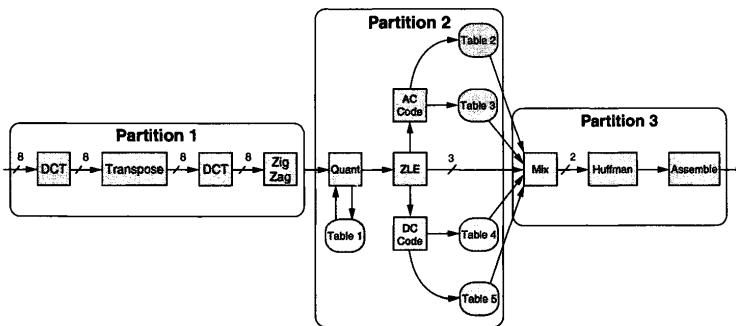 Partition 1
8
DCT
8
Transpose
8
DCT
8
Zig
Zag
Partition 2
Quant
Table 1
ZLE
3
AC
Code
DC
Code
Table 2
Table 3
Table 4
Table 5
Partition 3
Mix
2
Huffman
Assemble